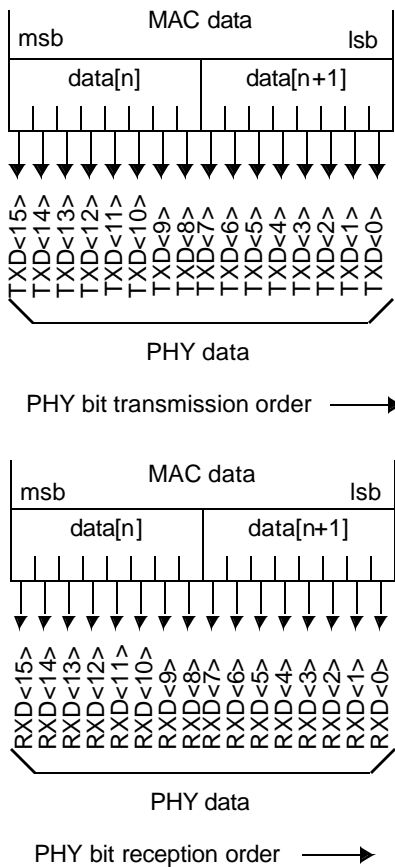 MAC data
msb lsb
data[n] data[n+1]
TXD<15>
TXD<14>
TXD<13>
TXD<12>
TXD<11>
TXD<10>
TXD<9>
TXD<8>
TXD<7>
TXD<6>
TXD<5>
TXD<4>
TXD<3>
TXD<2>
TXD<1>
TXD<0>
PHY data
PHY bit transmission order
MAC data
msb lsb
data[n] data[n+1]
RXD<15>
RXD<14>
RXD<13>
RXD<12>
RXD<11>
RXD<10>
RXD<9>
RXD<8>
RXD<7>
RXD<6>
RXD<5>
RXD<4>
RXD<3>
RXD<2>
RXD<1>
RXD<0>
PHY data
PHY bit reception order